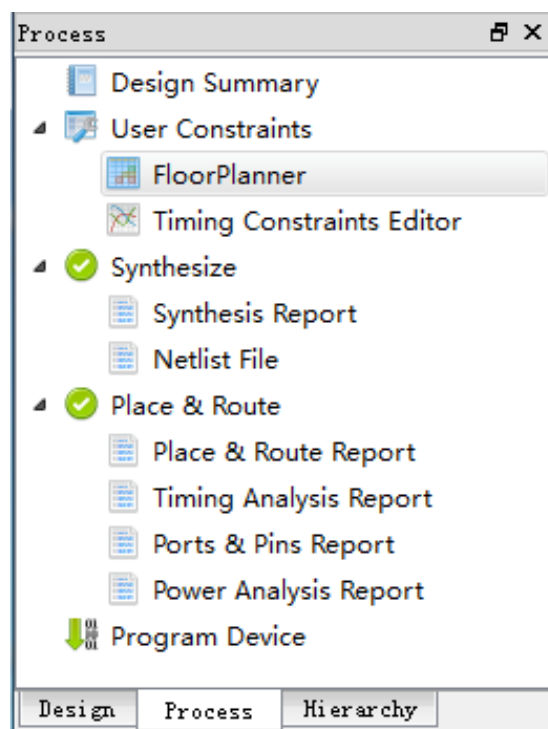 Process
Design Summary
User Constraints
FloorPlanner
Timing Constraints Editor
Synthesize
Synthesis Report
Netlist File
Place & Route
Place & Route Report
Timing Analysis Report
Ports & Pins Report
Power Analysis Report
Program Device
Design Process Hierarchy